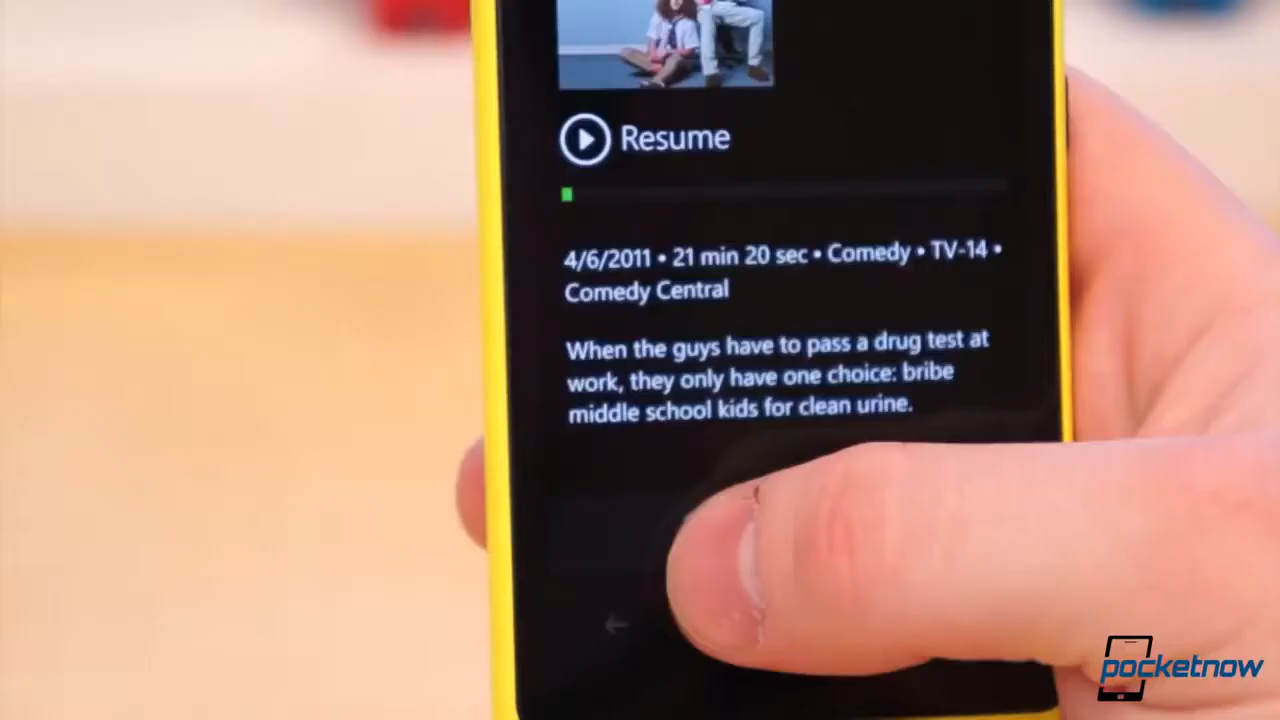 Resume
4/6/2011 • 21 min 20 sec • Comedy • TV-14 •
Comedy Central
When the guys have to pass a drug test at
work, they only have one choice: bribe
middle school kids for clean urine.
pocketnow